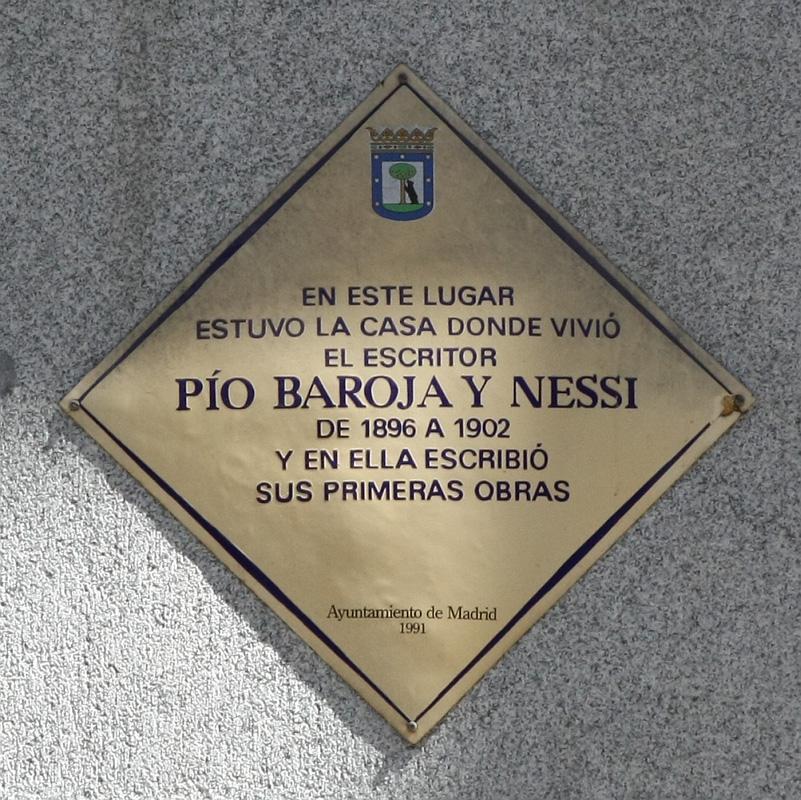 EN ESTE LUGAR
ESTUVO LA CASA DONDE VIVIÓ
EL ESCRITOR
PÍO BAROJA Y NESSI
DE 1896 A 1902
Y EN ELLA ESCRIBIÓ
SUS PRIMERAS OBRAS
Ayuntamiento de Madrid
1991